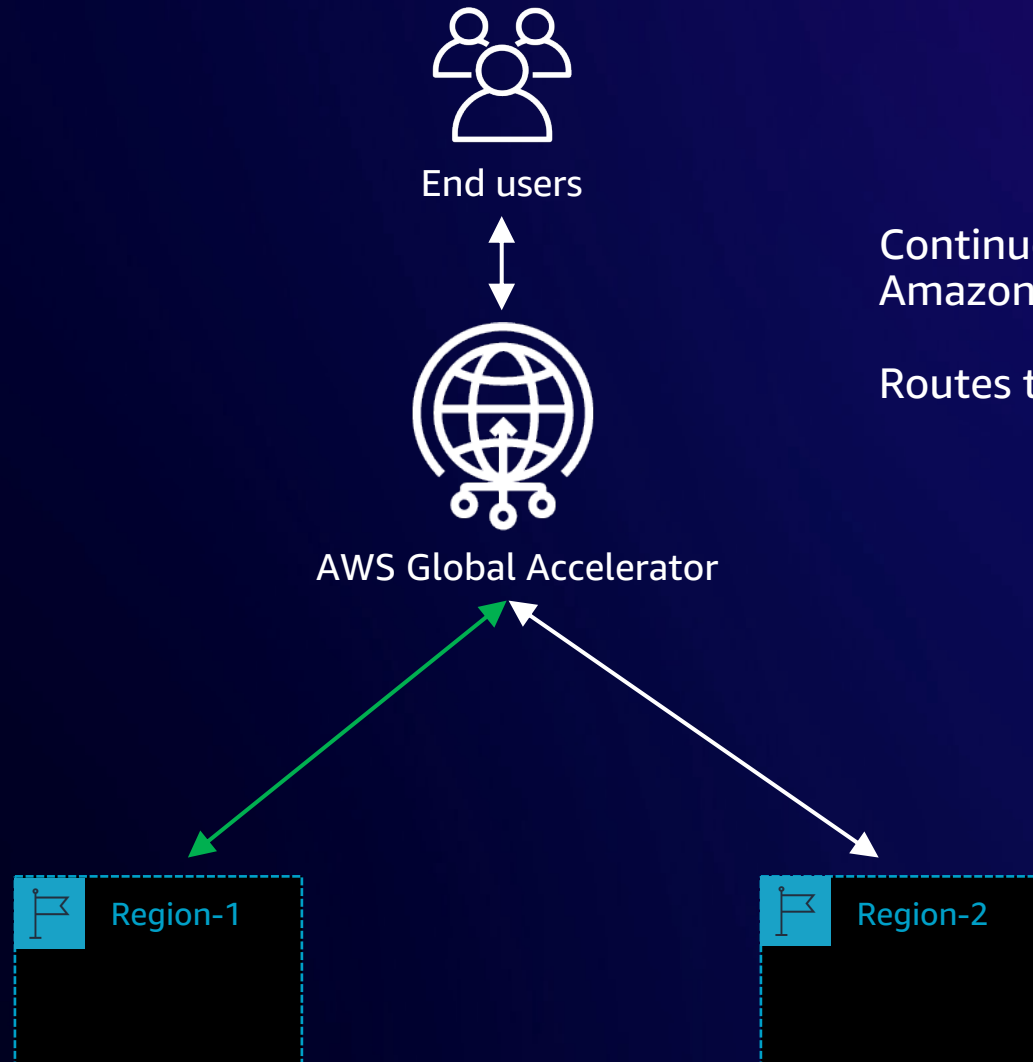 End users
Continu
Amazon
Routes t
AWS Global Accelerator
Region-1
Region-2